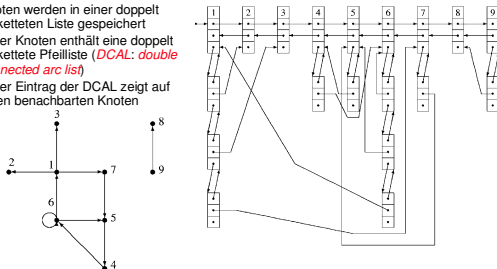 oten werden in einer doppelt
ketteten Liste gespeichert
er Knoten enthält eine doppelt
kettete Pfeilliste (DCAL: double
nnected arc list)
er Eintrag der DCAL zeigt auf
en benachbarten Knoten
1 2 3 4 5 6 7 8 9
3
8
2
1
7
9
6
5
4